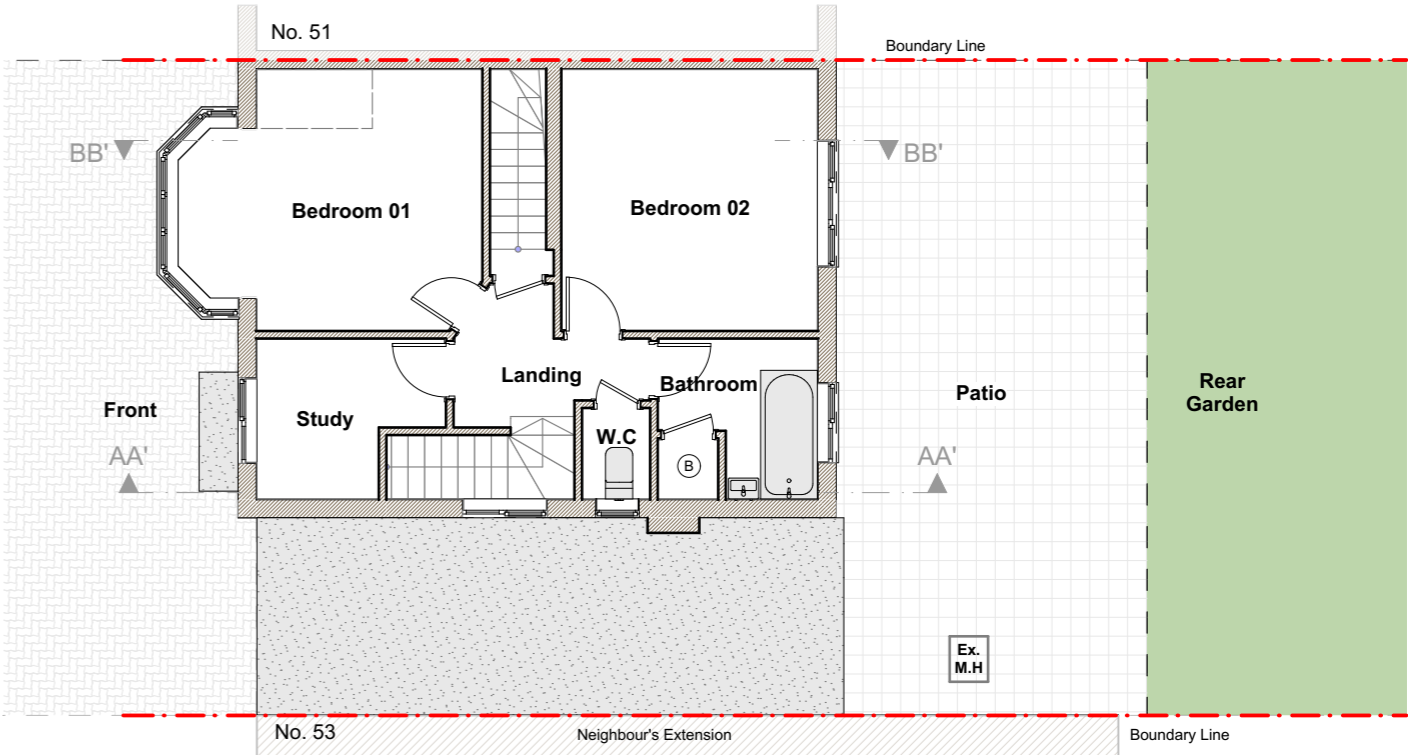 No. 51
Boundary Line
BB'
BB'
Bedroom 01
Bedroom 02
Landing
Bathroom
Front
Study
W.C
Patio
Rear
Garden
AA'
B
AA'
Ex.
M.H
No. 53
Neighbour's Extension
Boundary Line